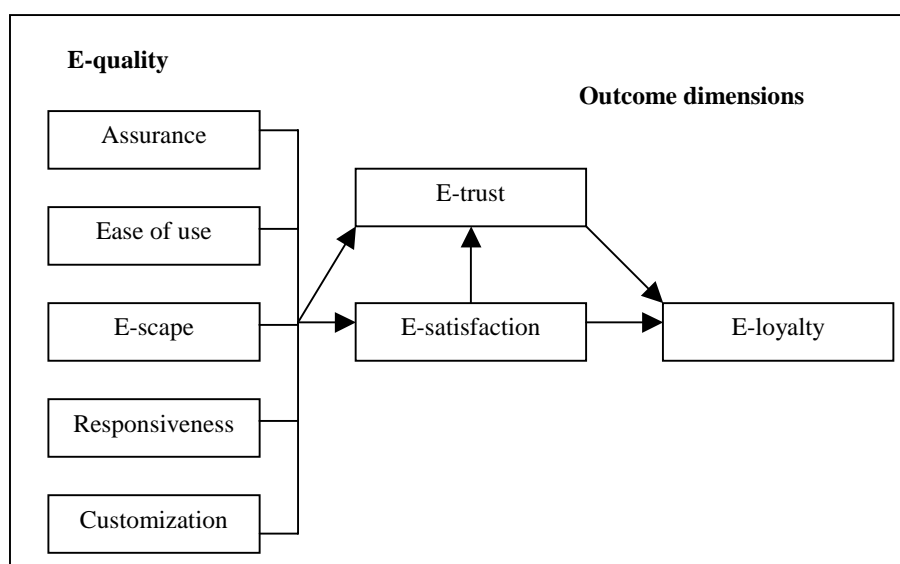 E-quality
Outcome dimensions
Assurance
Ease of use
E-scape
Responsiveness
Customization
E-trust
E-satisfaction
E-loyalty